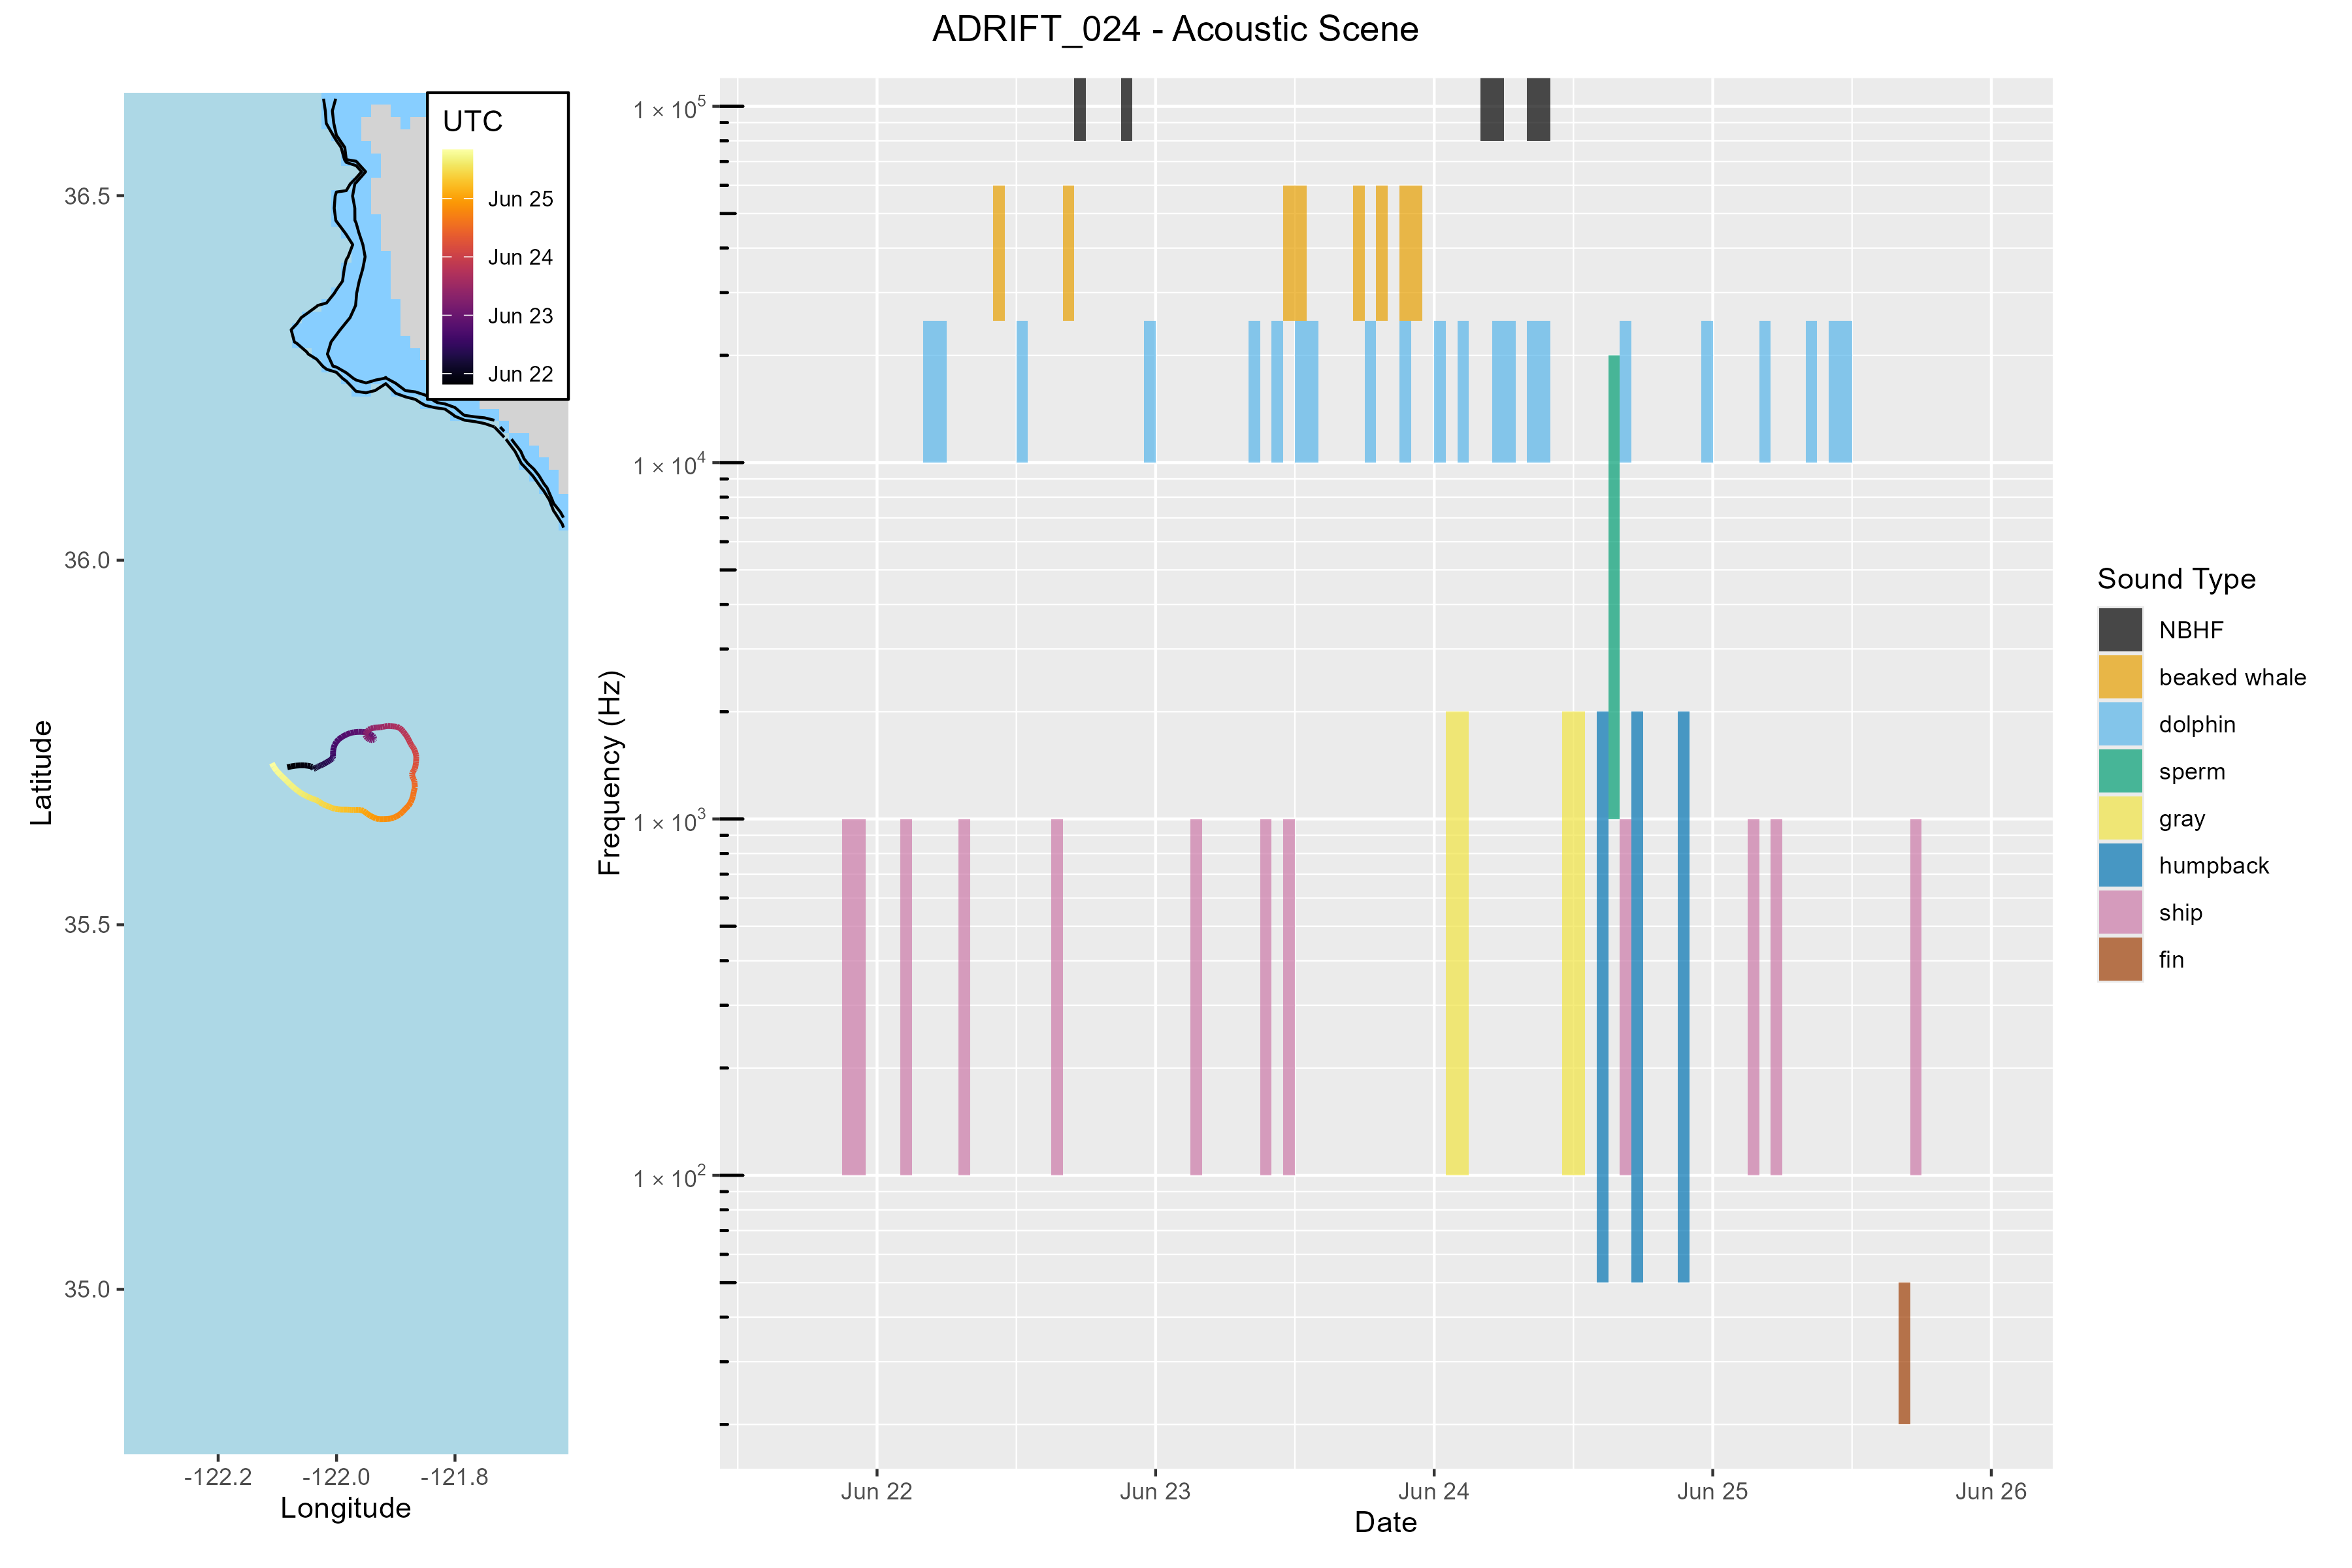 ADRIFT_024 - Acoustic Scene
UTC
Jun 25
Jun 24
Jun 23
Jun 22
36.5
36.0
35.5
35.0
Latitude
-122.2 -122.0 -121.8
Longitude
1 × 10⁵
1 × 10⁴
1 × 10³
1 × 10²
Frequency (Hz)
Jun 22 Jun 23 Jun 24 Jun 25 Jun 26
Date
Sound Type
NBHF
beaked whale
dolphin
sperm
gray
humpback
ship
fin